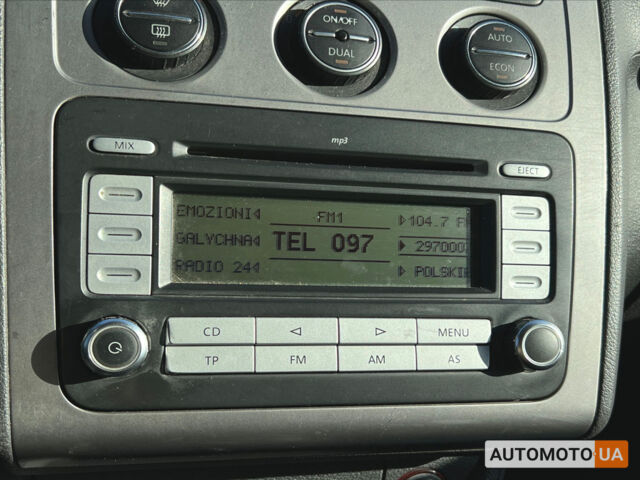 ON/OFF
DUAL
AUTO
ECON
mp3
MIX
EJECT
EMOZIONI
FM1
104.7 FM
GALYCHNA
TEL 097
297000
RADIO 24
POLSKIE
CD
MENU
TP
FM
AM
AS
AUTOMOTO UA